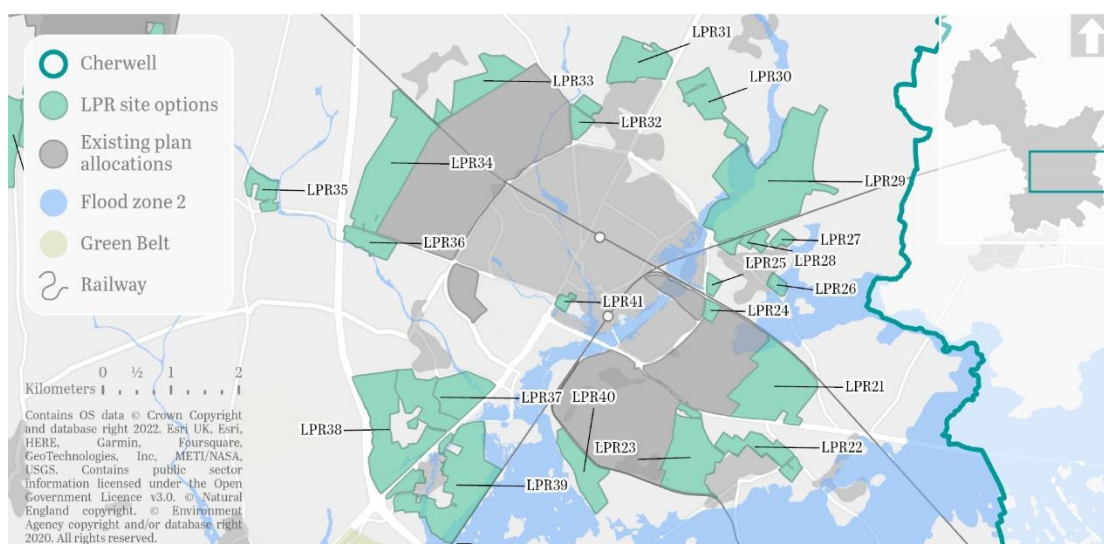 Cherwell
LPR site options
Existing plan
allocations
Flood zone 2
Green Belt
Railway
0 ½ 1 2
Kilometers
Contains OS data © Crown Copyright
and database right 2022. Esri UK, Esri,
HERE, Garmin, Foursquare,
GeoTechnologies, Inc, METI/NASA,
USGS. Contains public sector
information licensed under the Open
Government Licence v3.0. © Natural
England copyright. © Environment
Agency copyright and/or database right
2020. All rights reserved.
LPR31
LPR30
LPR33
LPR32
LPR34
LPR29
LPR35
LPR36
LPR27
LPR28
LPR25
LPR26
LPR41
LPR24
LPR21
LPR37
LPR40
LPR38
LPR23
LPR22
LPR39